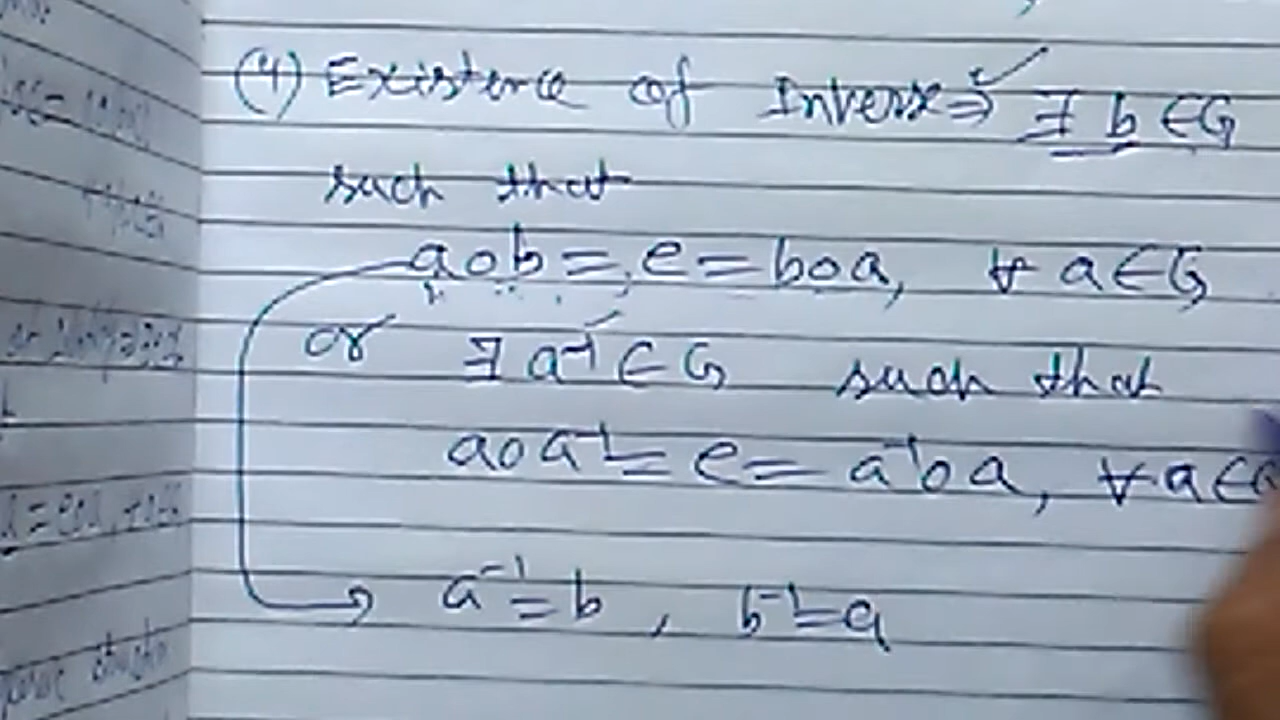 (4) Existence of Inverse ⇒ ∃ b ∈ G
such that
a o b = e = b o a, ∀ a ∈ G
or ∃ a⁻¹ ∈ G such that
a o a⁻¹ = e = a⁻¹ o a, ∀ a ∈ G
a⁻¹ = b , b⁻¹ = a